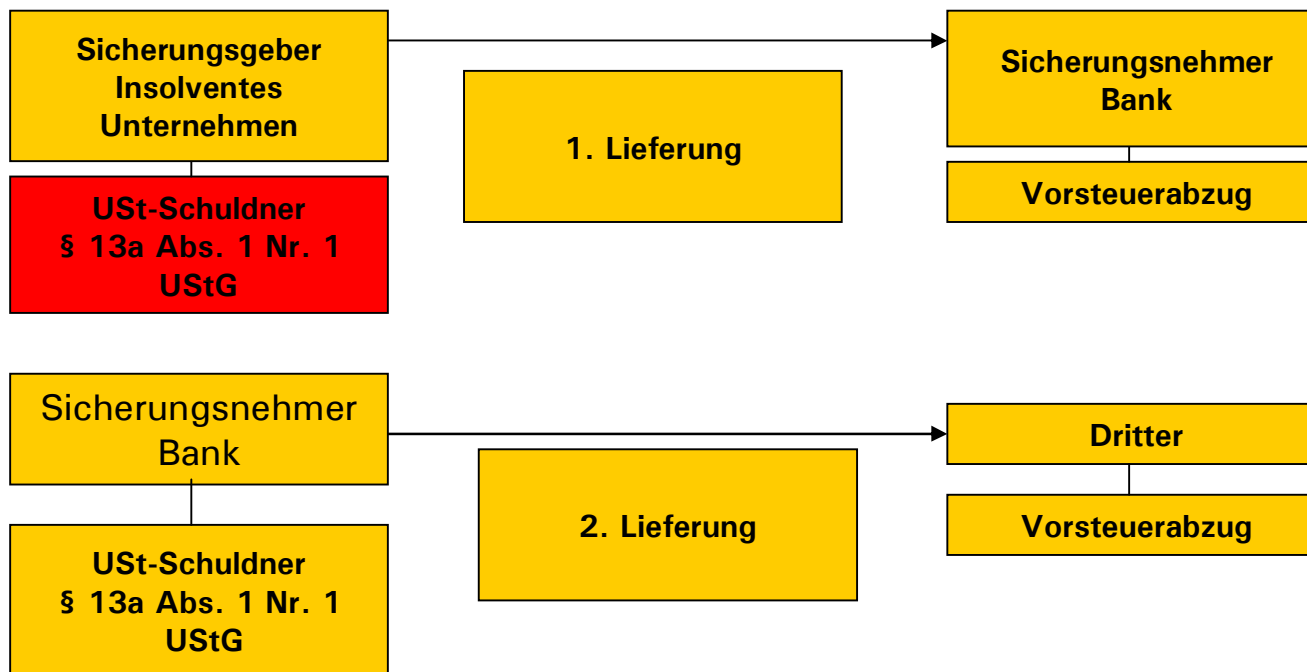 Sicherungsgeber
Insolventes
Unternehmen
1. Lieferung
Sicherungsnehmer
Bank
USt-Schuldner
§ 13a Abs. 1 Nr. 1
UStG
Vorsteuerabzug
Sicherungsnehmer
Bank
2. Lieferung
Dritter
USt-Schuldner
§ 13a Abs. 1 Nr. 1
UStG
Vorsteuerabzug